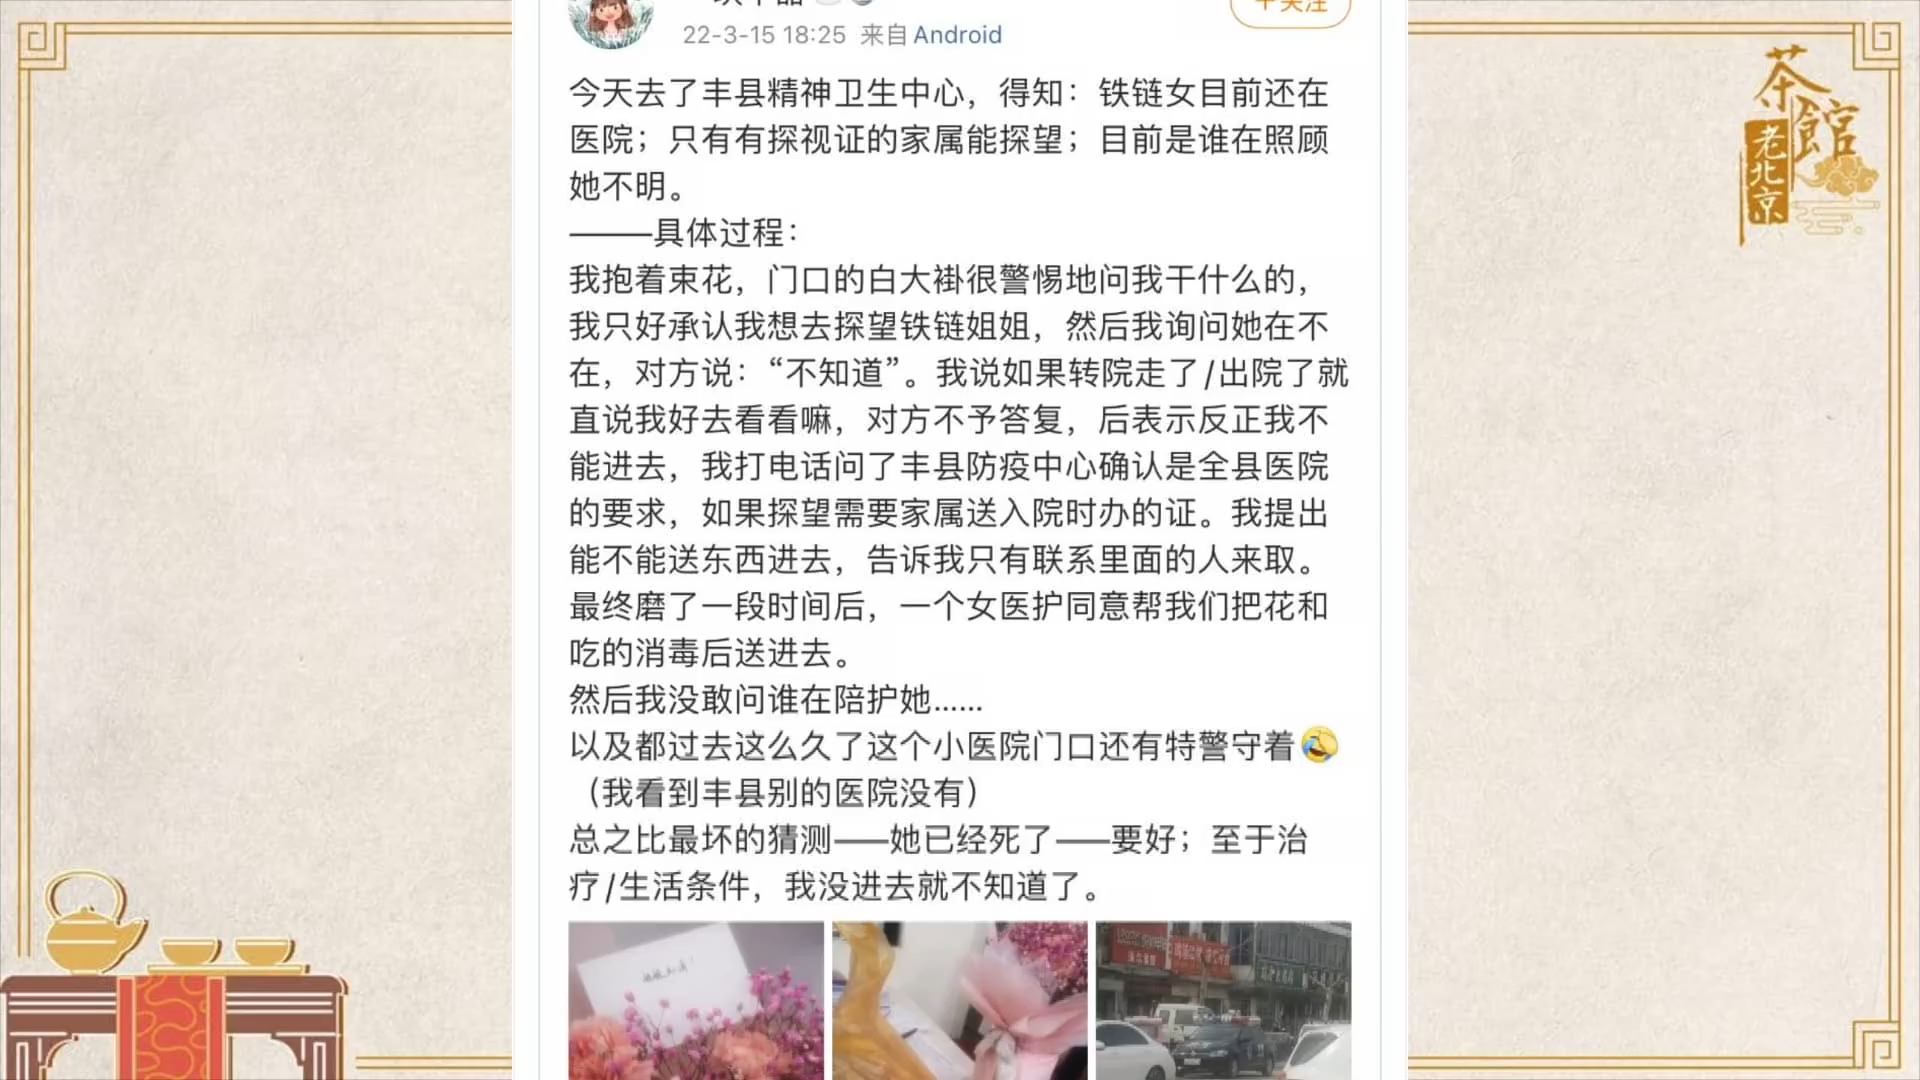 22-3-15 18:25 来自 Android
今天去了丰县精神卫生中心，得知：铁链女目前还在
医院；只有有探视证的家属能探望；目前是谁在照顾
她不明。
———具体过程：
我抱着束花，门口的白大褂很警惕地问我干什么的，
我只好承认我想去探望铁链姐姐，然后我询问她在不
在，对方说：“不知道”。我说如果转院走了/出院了就
直说我好去看看嘛，对方不予答复，后表示反正我不
能进去，我打电话问了丰县防疫中心确认是全县医院
的要求，如果探望需要家属送入院时办的证。我提出
能不能送东西进去，告诉我只有联系里面的人来取。
最终磨了一段时间后，一个女医护同意帮我们把花和
吃的消毒后送进去。
然后我没敢问谁在陪护她……
以及都过去这么久了这个小医院门口还有特警守着🤣
（我看到丰县别的医院没有）
总之比最坏的猜测——她已经死了——要好；至于治
疗/生活条件，我没进去就不知道了。
茶館
老北京